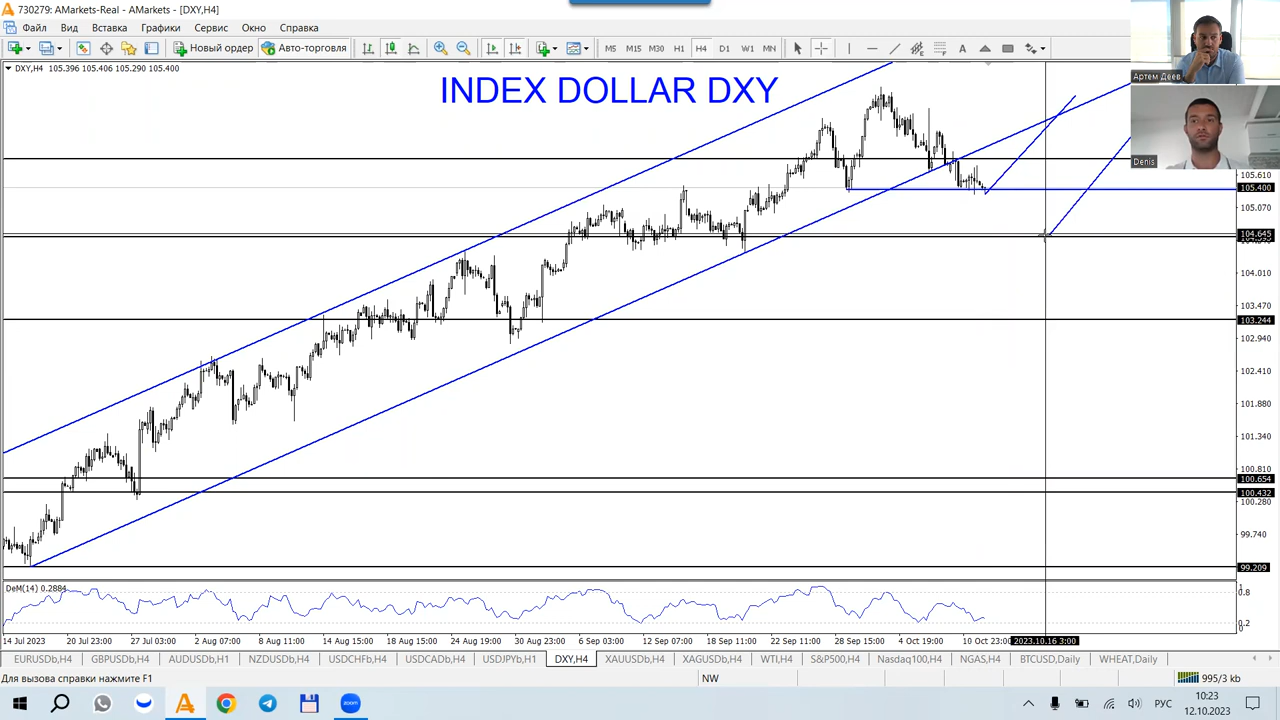 730279: AMarkets-Real - AMarkets - [DXY,H4]
Файл Вид Вставка Графики Сервис Окно Справка
Новый ордер Авто-торговля M5 M15 M30 H1 H4 D1 W1 MN A
DXY,H4 105.396 105.406 105.290 105.400
INDEX DOLLAR DXY
Артем Деев
Denis
105.610
105.400
105.070
104.645
104.010
103.470
103.244
102.940
102.410
101.880
101.340
100.810
100.654
100.432
100.280
99.740
99.209
DeM(14) 0.2884
1
0.8
0.2
0
14 Jul 2023 20 Jul 23:00 27 Jul 03:00 2 Aug 07:00 8 Aug 11:00 14 Aug 15:00 18 Aug 19:00 24 Aug 19:00 30 Aug 23:00 6 Sep 03:00 12 Sep 07:00 18 Sep 11:00 22 Sep 11:00 28 Sep 15:00 4 Oct 19:00 10 Oct 23:00 2023.10.16 3:00
EURUSDb,H4 GBPUSDb,H4 AUDUSDb,H1 NZDUSDb,H4 USDCHFb,H4 USDCADb,H4 USDJPYb,H1 DXY,H4 XAUUSDb,H4 XAGUSDb,H4 WTI,H4 S&P500,H4 Nasdaq100,H4 NGAS,H4 BTCUSD,Daily WHEAT,Daily
Для вызова справки нажмите F1 NW 995/3 kb
РУС
10:23
12.10.2023